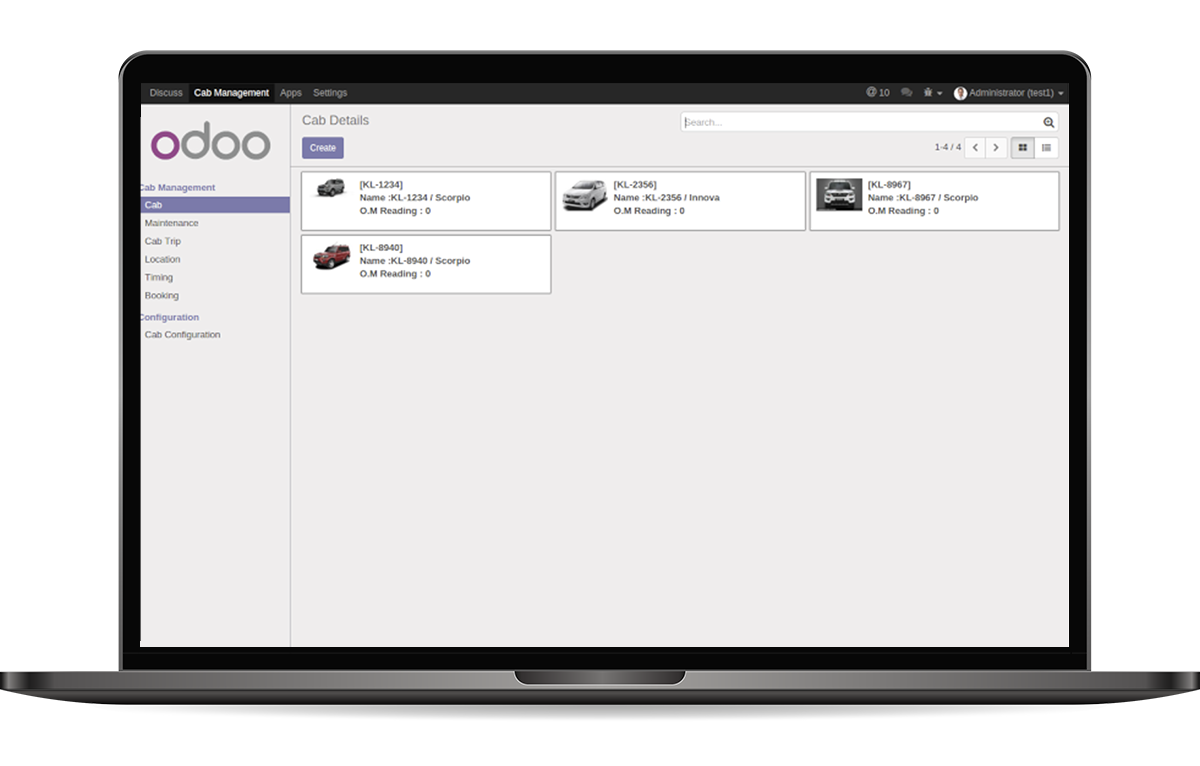 Discuss Cab Management Apps Settings @ 10 Administrator (test1)
odoo
Cab Details
Search...
Create
1-4 / 4
Cab Management
Cab
Maintenance
Cab Trip
Location
Timing
Booking
Configuration
Cab Configuration
[KL-1234]
Name :KL-1234 / Scorpio
O.M Reading : 0
[KL-2356]
Name :KL-2356 / Innova
O.M Reading : 0
[KL-8967]
Name :KL-8967 / Scorpio
O.M Reading : 0
[KL-8940]
Name :KL-8940 / Scorpio
O.M Reading : 0